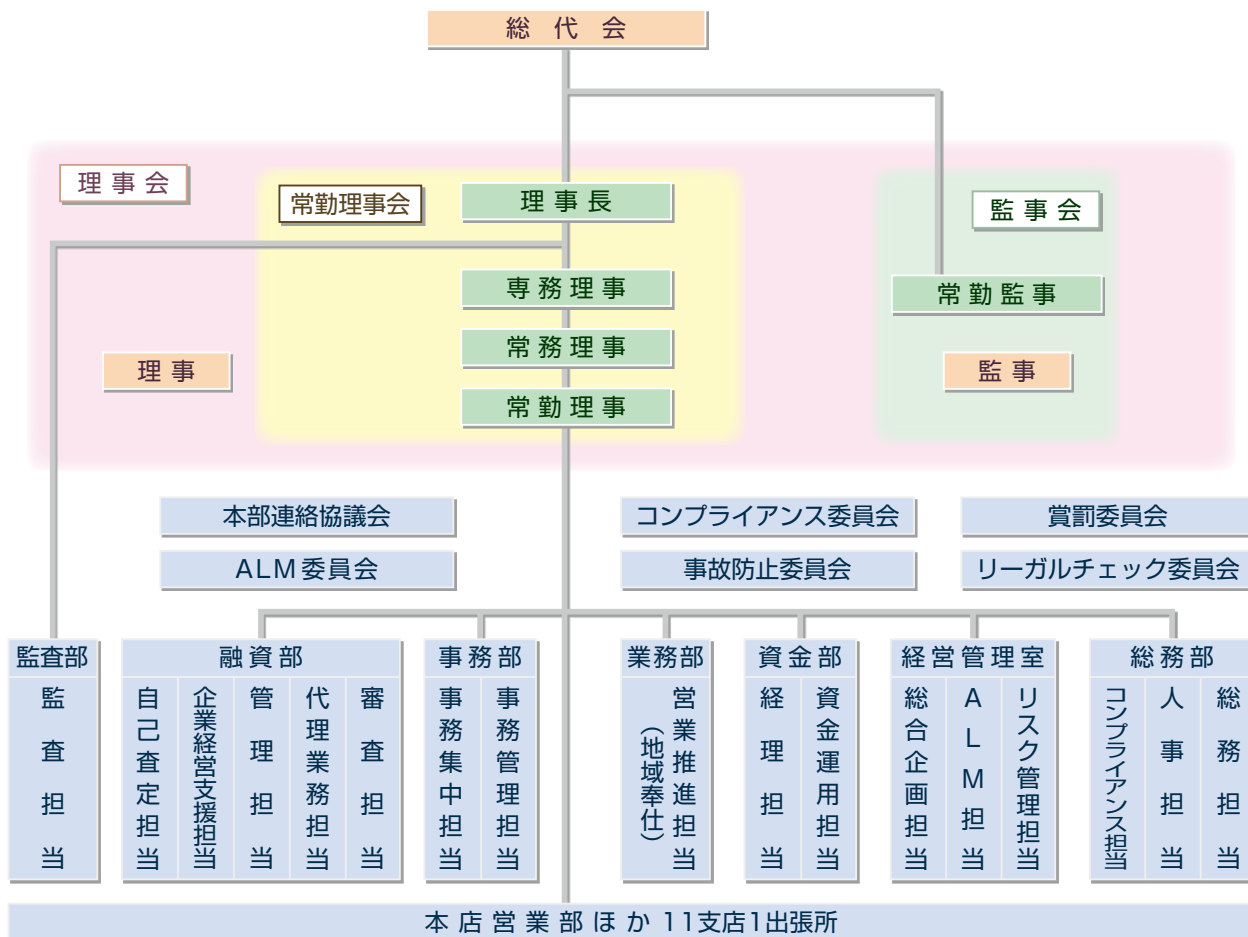 総代会
理事会
常勤理事会
理事長
監事会
専務理事
常勤監事
常務理事
理事
監事
常勤理事
本部連絡協議会
コンプライアンス委員会
賞罰委員会
ALM委員会
事故防止委員会
リーガルチェック委員会
監査部
融資部
事務部
業務部
資金部
経営管理室
総務部
監査担当
自己査定担当
企業経営支援担当
管理担当
代理業務担当
審査担当
事務集中担当
事務管理担当
(地域奉仕)
営業推進担当
経理担当
資金運用担当
総合企画担当
ALM担当
リスク管理担当
コンプライアンス担当
人事担当
総務担当
本店営業部ほか11支店1出張所